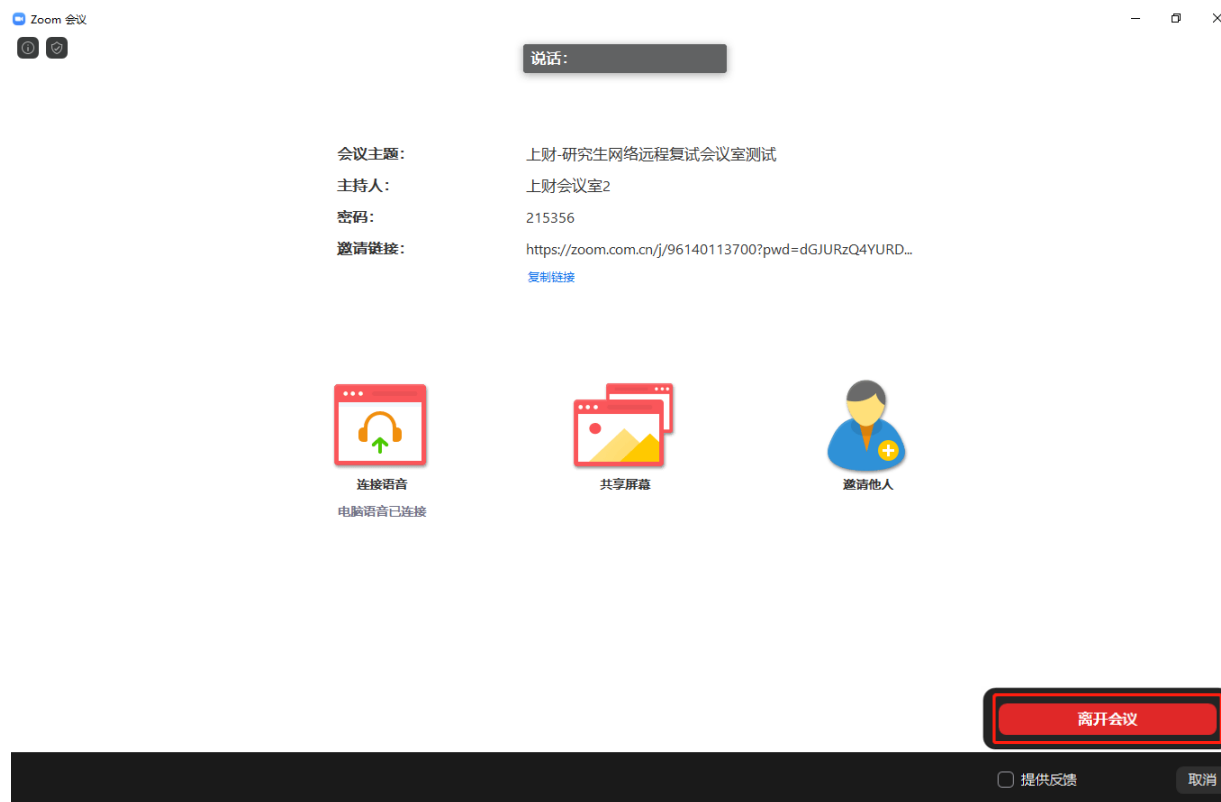 Zoom 会议
说话：
会议主题： 上财-研究生网络远程复试会议室测试
主持人： 上财会议室2
密码： 215356
邀请链接： https://zoom.com.cn/j/96140113700?pwd=dGJURzQ4YURD...
复制链接
连接语音 共享屏幕 邀请他人
电脑语音已连接
离开会议
提供反馈 取消